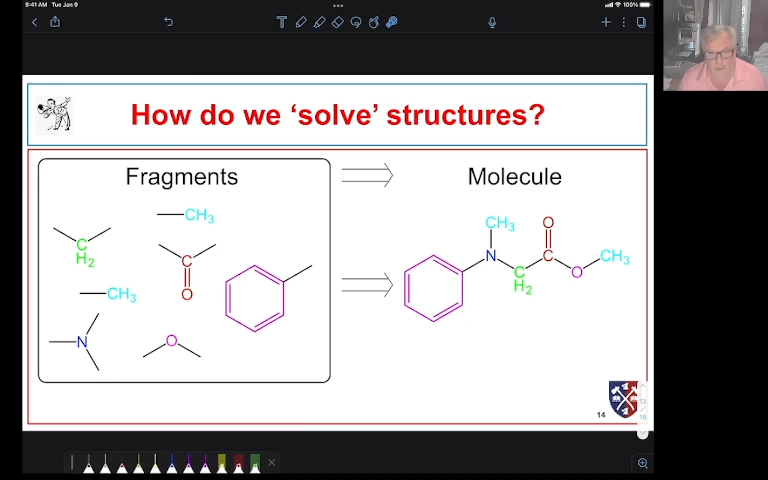 9:41 AM Tue Jan 9
100%
How do we ‘solve’ structures?
Fragments
Molecule
CH3
C
H2
C
O
CH3
N
O
CH3
O
N
C
O
CH3
C
H2
14